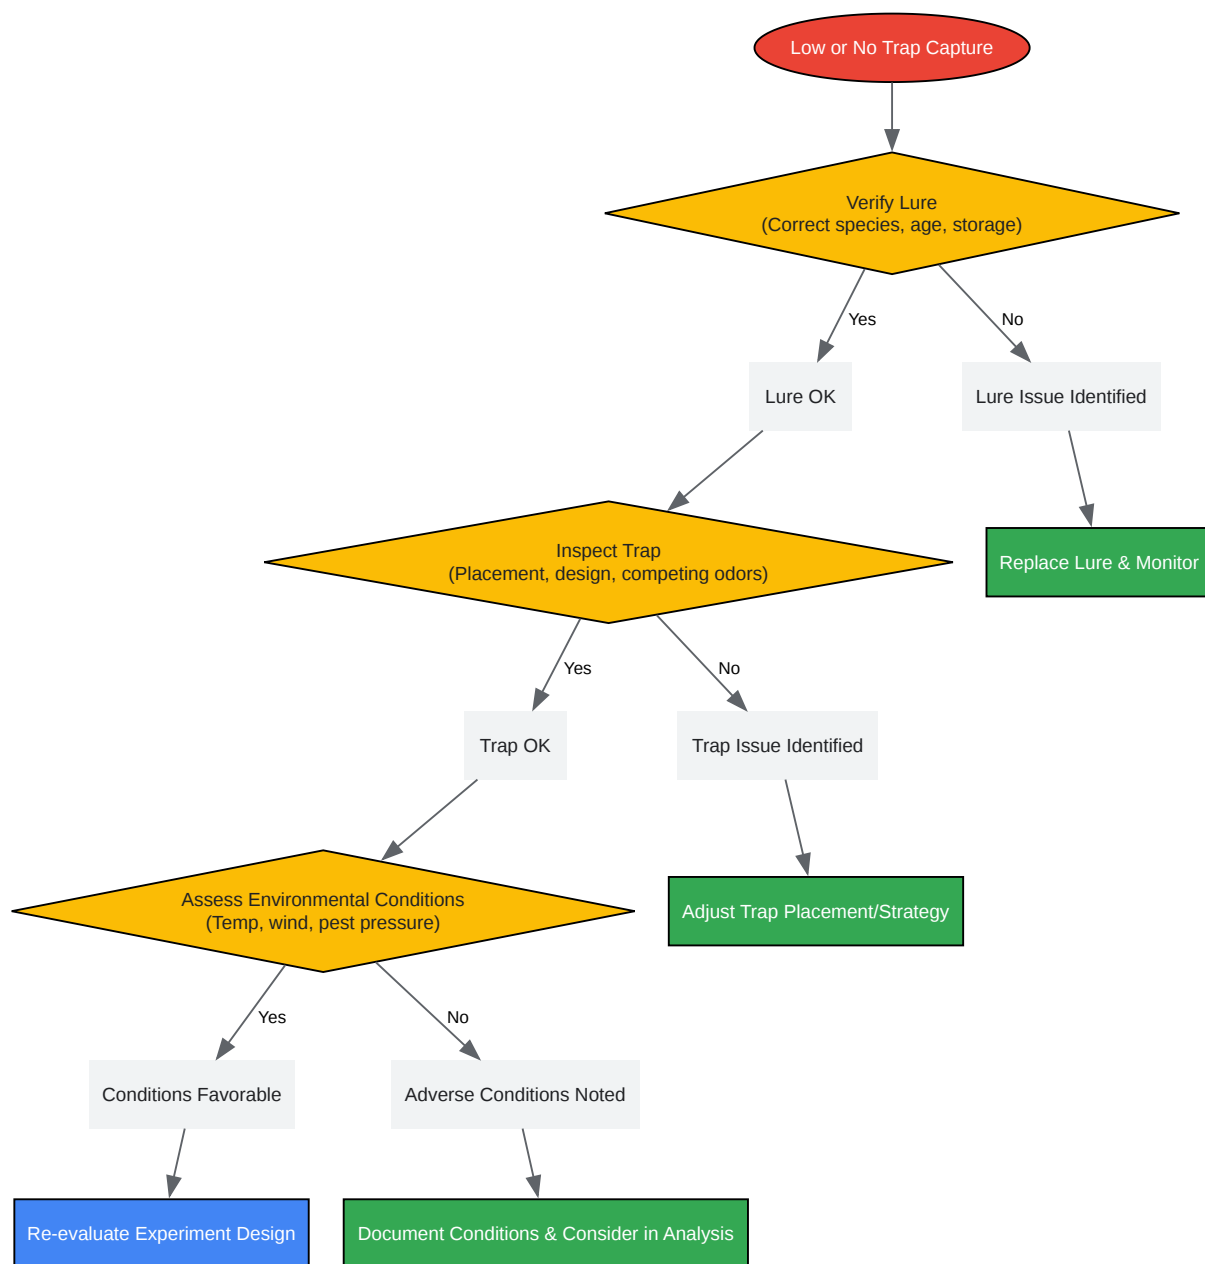 Low or No Trap Capture
Verify Lure
(Correct species, age, storage)
Yes
No
Lure OK
Lure Issue Identified
Inspect Trap
(Placement, design, competing odors)
Replace Lure & Monitor
Yes
No
Trap OK
Trap Issue Identified
Assess Environmental Conditions
(Temp, wind, pest pressure)
Adjust Trap Placement/Strategy
Yes
No
Conditions Favorable
Adverse Conditions Noted
Re-evaluate Experiment Design
Document Conditions & Consider in Analysis